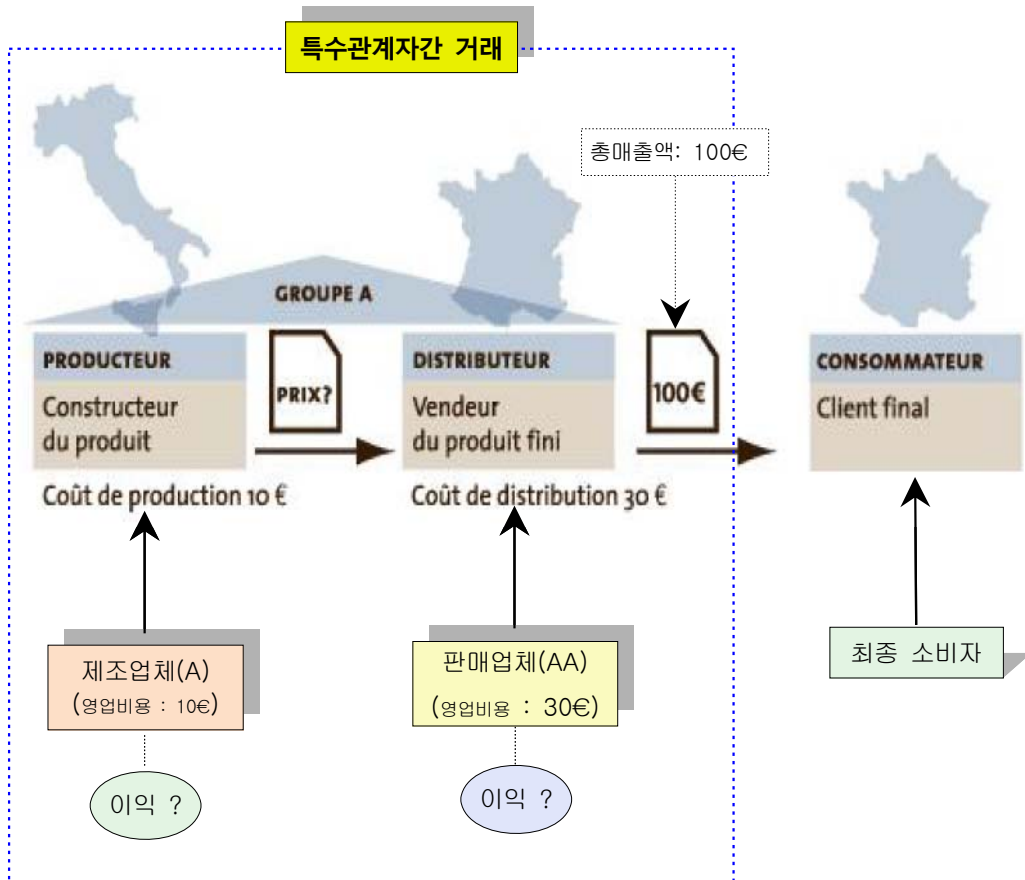 특수관계자간 거래
총매출액: 100€
GROUPE A
PRODUCTEUR
Constructeur
du produit
PRIX?
DISTRIBUTEUR
Vendeur
du produit fini
100€
CONSOMMATEUR
Client final
Coût de production 10 €
Coût de distribution 30 €
제조업체(A)
(영업비용 : 10€)
판매업체(AA)
(영업비용 : 30€)
최종 소비자
이익 ?
이익 ?